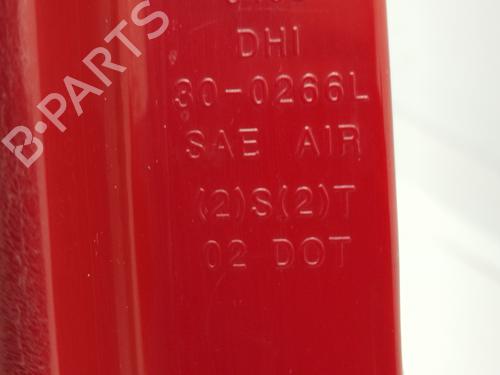 DHI
30-0266L
SAE AIR
(2)S(2)T
02 DOT
B-PARTS